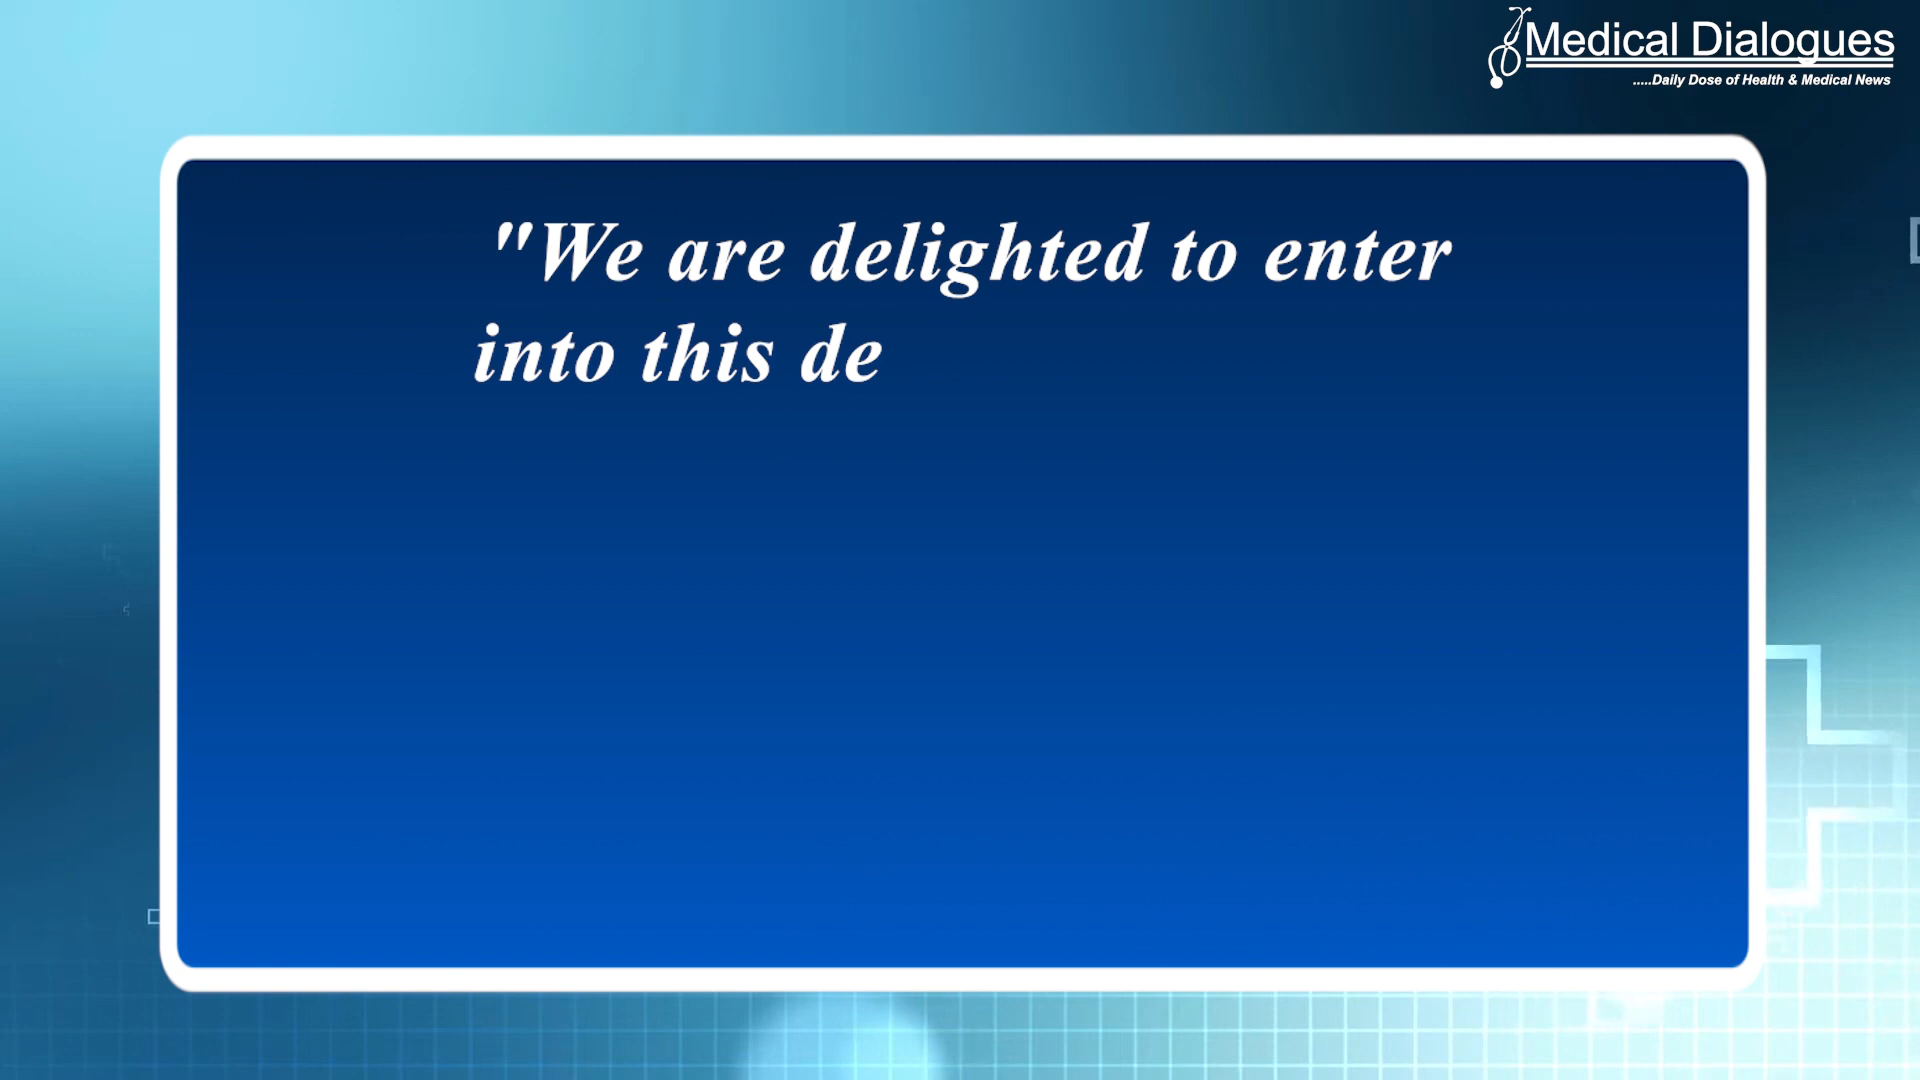 Medical Dialogues
.....Daily Dose of Health & Medical News
"We are delighted to enter
into this de